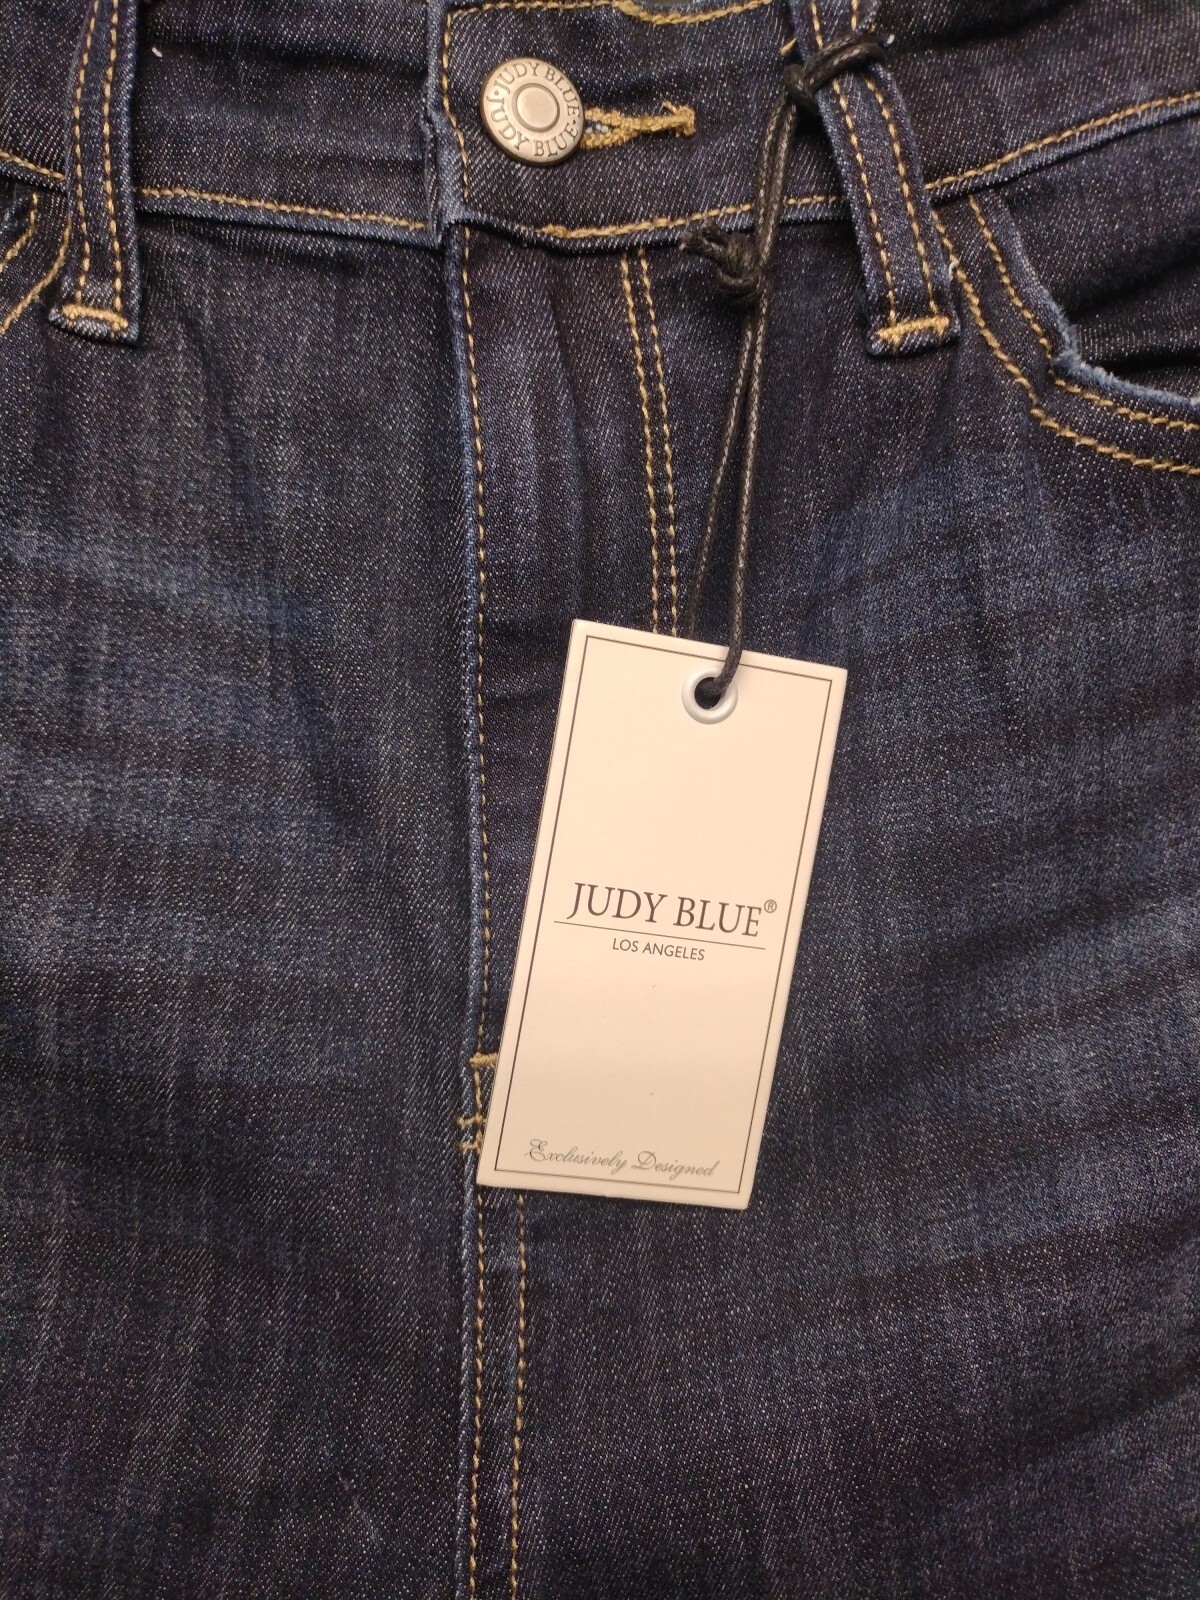 ·JUDY BLUE·
JUDY BLUE
JUDY BLUE®
LOS ANGELES
Exclusively Designed